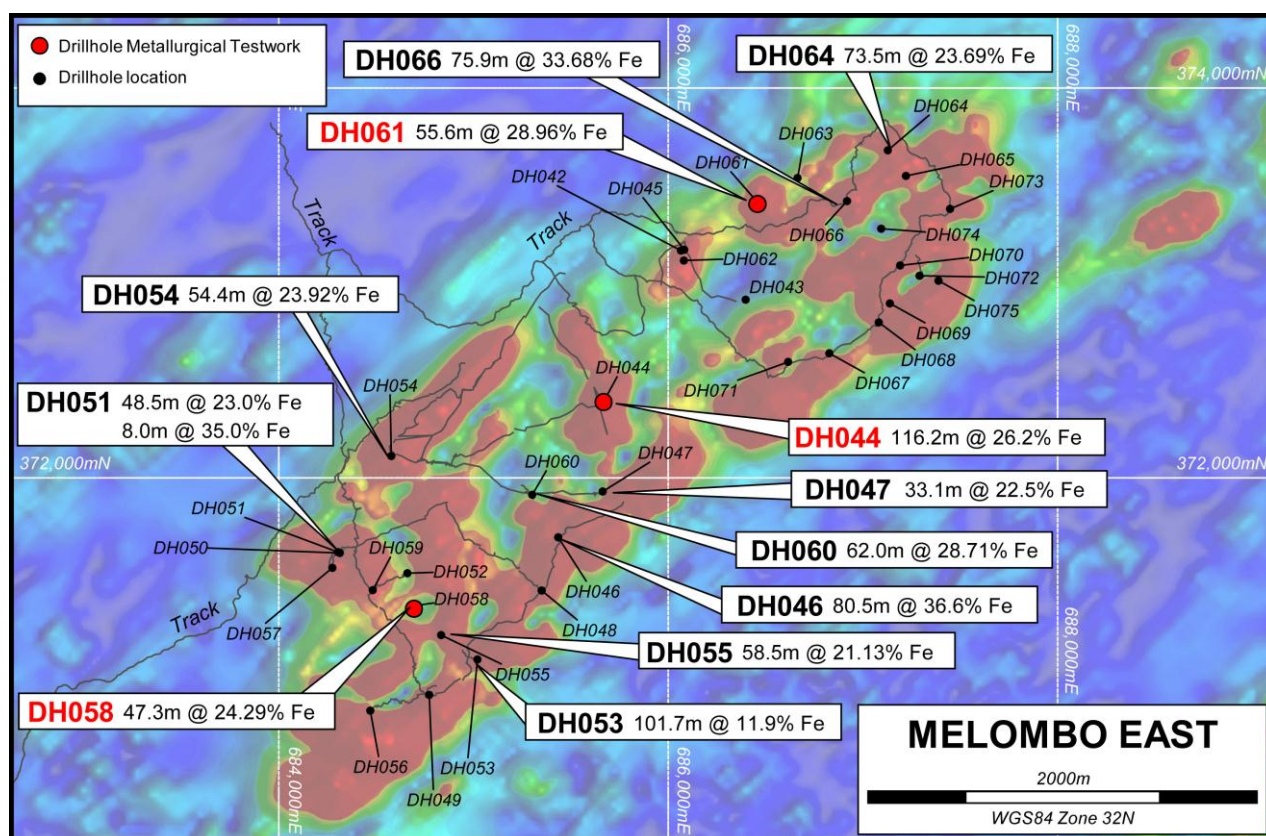 Drillhole Metallurgical Testwork
Drillhole location
DH066 75.9m @ 33.68% Fe
686,000mE
DH064 73.5m @ 23.69% Fe
688,000mE
374,000mN
DH061 55.6m @ 28.96% Fe
DH063
DH064
DH061
DH065
DH042
DH045
DH073
Track
Track
DH066
DH074
DH062
DH070
DH072
DH054 54.4m @ 23.92% Fe
DH043
DH075
DH069
DH068
DH044
DH054
DH071
DH067
DH051 48.5m @ 23.0% Fe
8.0m @ 35.0% Fe
DH044 116.2m @ 26.2% Fe
372,000mN
DH060
DH047
372,000mN
DH047 33.1m @ 22.5% Fe
DH051
DH050
DH059
DH052
DH060 62.0m @ 28.71% Fe
DH058
DH046
DH046 80.5m @ 36.6% Fe
Track
DH057
DH048
DH055
DH055 58.5m @ 21.13% Fe
DH058 47.3m @ 24.29% Fe
DH053 101.7m @ 11.9% Fe
684,000mE
DH056
DH049
DH053
686,000mE
688,000mE
MELOMBO EAST
2000m
WGS84 Zone 32N